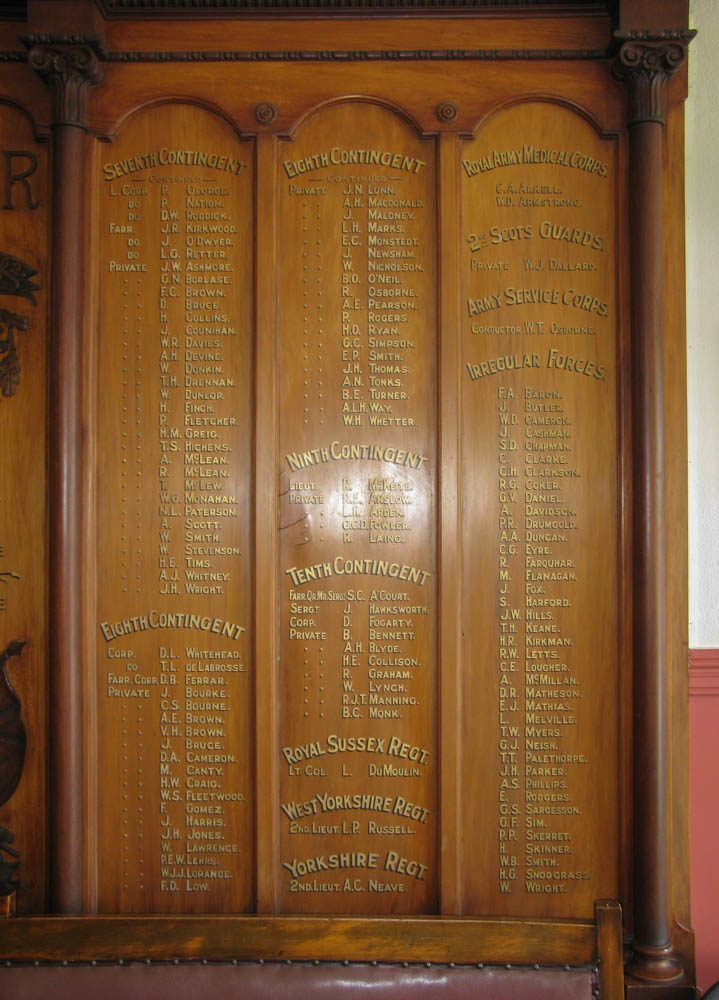 R
SEVENTH CONTINGENT
CONTINUED
L. CORP. P. GEORGE.
DO P. NATION.
DO D.W. RODDICK.
FARR. J.R. KIRKWOOD.
DO J. O'DWYER.
DO L.G. RETTER.
PRIVATE J.W. ASHMORE.
G.N. BURLASE.
F.C. BROWN.
D. BRUCE.
H. COLLINS.
J. COUNIHAN.
W.R. DAVIES.
A.H. DEVINE.
W. DONKIN.
T.H. DRENNAN.
W. DUNLOP.
H. FINCH.
P. FLETCHER.
H.M. GREIG.
T.S. HICHENS.
A. McLEAN.
R. McLEAN.
T. McLEW.
W.G. MONAHAN.
N.L. PATERSON.
A. SCOTT.
W. SMITH.
W. STEVENSON.
H.E. TIMS.
A.J. WHITNEY.
J.H. WRIGHT.
EIGHTH CONTINGENT
CORP. D.L. WHITEHEAD.
DO T.L. DE LABROSSE.
FARR. CORP. D.B. FERRAR.
PRIVATE J. BOURKE.
C.S. BOURNE.
A.E. BROWN.
V.H. BROWN.
J. BRUCE.
D.A. CAMERON.
M. CANTY.
H.W. CRAIG.
W.S. FLEETWOOD.
F. GOMEZ.
J. HARRIS.
J.H. JONES.
W. LAWRENCE.
P.E.W. LEHRS.
W.J.J. LORANGE.
F.D. LOW.
EIGHTH CONTINGENT
CONTINUED
PRIVATE J.N. LUNN.
A.H. MACDONALD.
J. MALONEY.
L.H. MARKS.
E.C. MONSTEDT.
J. NEWSHAM.
W. NICHOLSON.
B.O. O'NEIL.
R. OSBORNE.
A.E. PEARSON.
P. ROGERS.
H.O. RYAN.
G.C. SIMPSON.
E.P. SMITH.
J.H. THOMAS.
A.N. TONKS.
B.E. TURNER.
A.L.H. WAY.
W.H. WHETTER.
NINTH CONTINGENT
LIEUT. R. McKEICH.
PRIVATE R.E. ANSLOW.
L.H. ARDEN.
G.C.D. FOWLER.
R. LAING.
TENTH CONTINGENT
FARR. QR. MR. SERGT. S.C. A'COURT.
SERGT J. HAWKSWORTH.
CORP. D. FOGARTY.
PRIVATE B. BENNETT.
A.H. BLYDE.
H.E. COLLISON.
R. GRAHAM.
W. LYNCH.
R.J.T. MANNING.
B.C. MONK.
ROYAL SUSSEX REGT.
LT COL. L. DU MOULIN.
WEST YORKSHIRE REGT.
2ND. LIEUT. L.P. RUSSELL.
YORKSHIRE REGT.
2ND. LIEUT. A.C. NEAVE.
ROYAL ARMY MEDICAL CORPS.
C.A. ARKELL.
W.D. ARMSTRONG.
2ND SCOTS GUARDS.
PRIVATE W.J. DALLARD.
ARMY SERVICE CORPS.
CONDUCTOR W.T. OSBORNE.
IRREGULAR FORCES.
F.A. BARON.
J. BUTLER.
W.D. CAMERON.
J. CASHMAN.
S.D. CHAPMAN.
C. CLARKE.
C.H. CLARKSON.
R.G. COKER.
G.V. DANIEL.
A. DAVIDSON.
P.R. DRUMGOLD.
A.A. DUNCAN.
C.G. EYRE.
R. FARQUHAR.
M. FLANAGAN.
J. FOX.
S. HARFORD.
J.W. HILLS.
T.H. KEANE.
H.R. KIRKMAN.
R.W. LETTS.
C.E. LOUGHER.
A. McMILLAN.
D.R. MATHESON.
E.J. MATHIAS.
L. MELVILLE.
T.W. MYERS.
G.J. NEISH.
T.T. PALETHORPE.
J.H. PARKER.
A.S. PHILLIPS.
E. RODGERS.
G.S. SARGESSON.
G.F. SIM.
P.P. SKERRET.
H. SKINNER.
W.B. SMITH.
H.G. SNODGRASS.
W. WRIGHT.